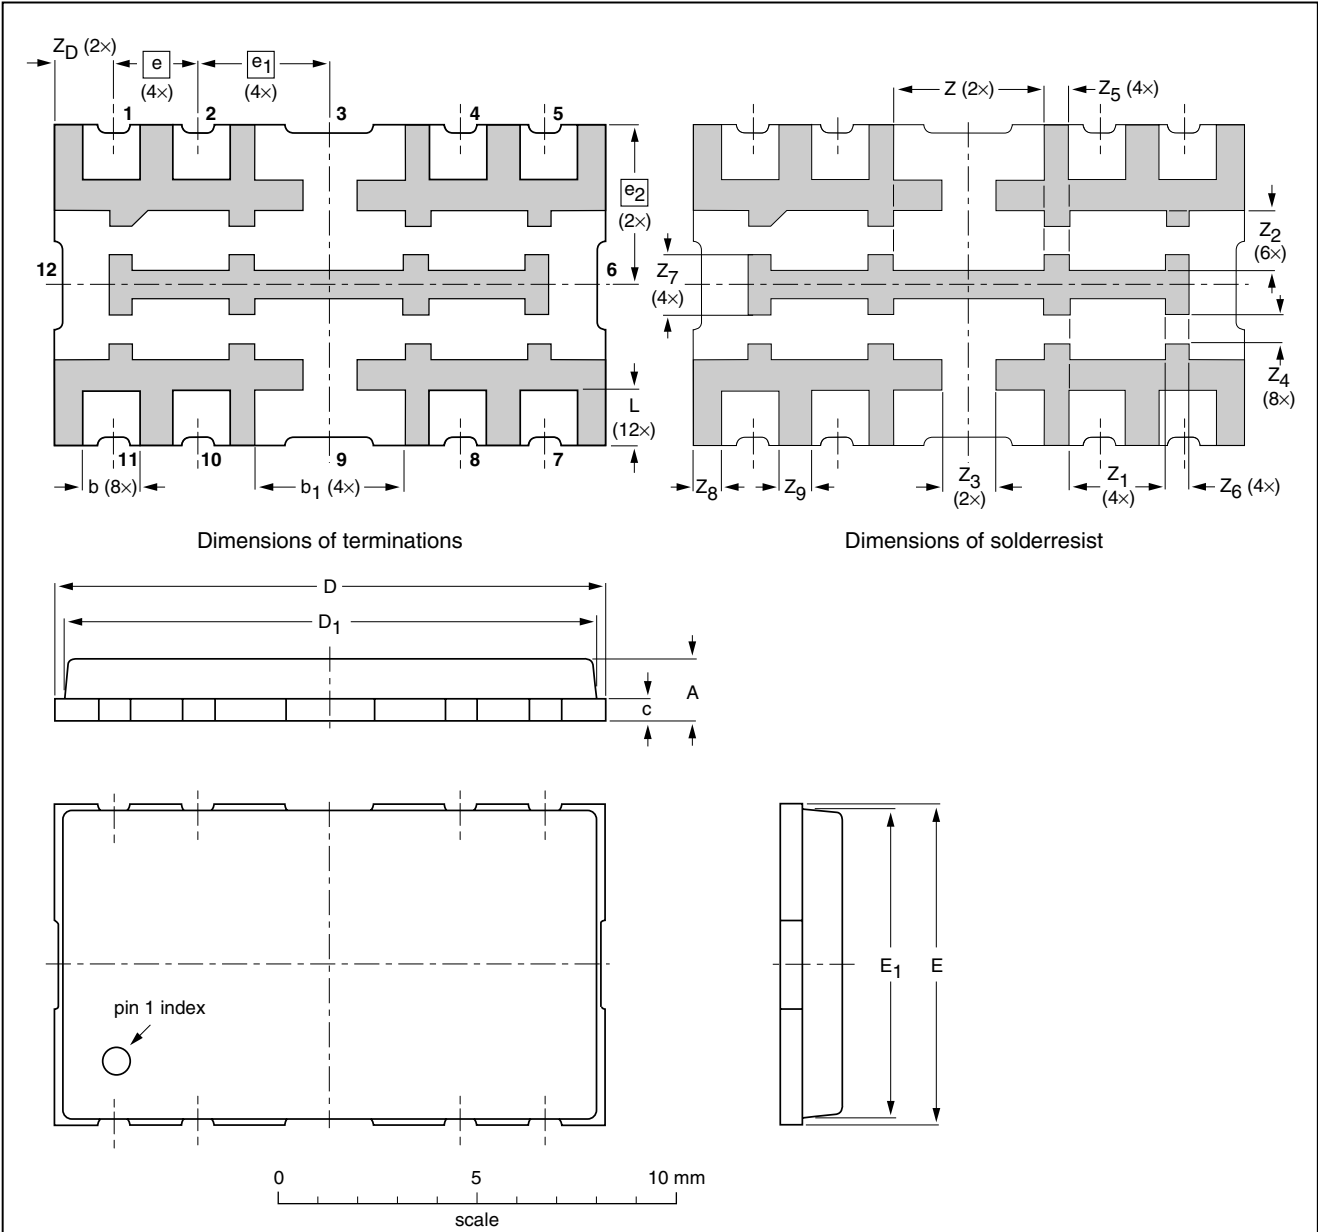 Z_D (2×) e e_1
(4×) (4×)
1 2 3 4 5
e_2
(2×)
12 6
L
(12×)
11 10 9 8 7
b (8×) b_1 (4×)
Dimensions of terminations
Z (2×) Z_5 (4×)
Z_2
(6×)
Z_7
(4×)
Z_4
(8×)
Z_8 Z_9 Z_3 Z_1 Z_6 (4×)
(2×) (4×)
Dimensions of solderresist
D
D_1
A
c
pin 1 index
E_1 E
0 5 10 mm
scale